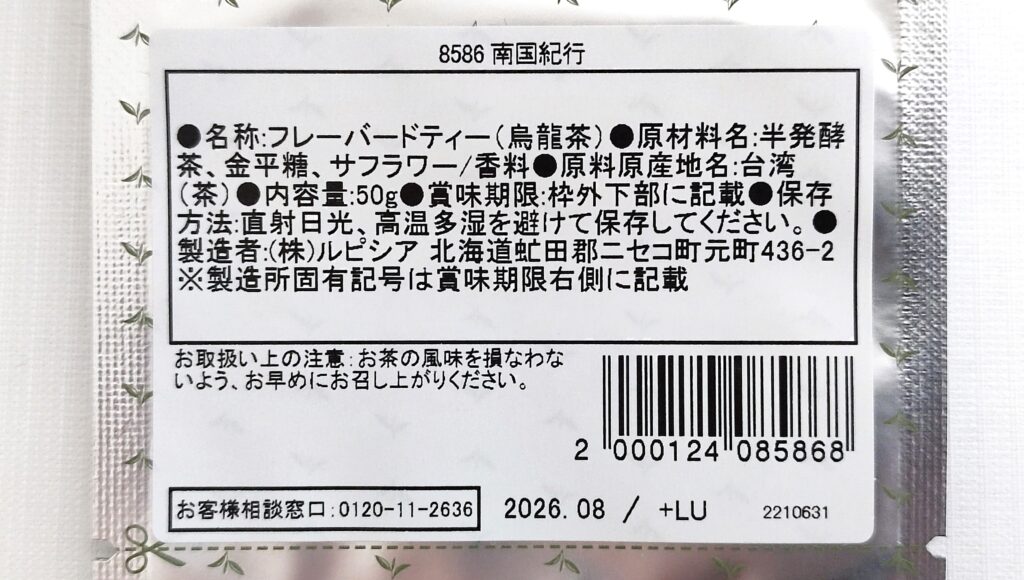 8586 南国紀行
●名称:フレーバードティー(烏龍茶)●原材料名:半発酵
茶、金平糖、サフラワー/香料●原料原産地名:台湾
(茶)●内容量:50g●賞味期限:枠外下部に記載●保存
方法:直射日光、高温多湿を避けて保存してください。●
製造者:(株)ルピシア 北海道虻田郡ニセコ町元町436-2
※製造所固有記号は賞味期限右側に記載
お取扱い上の注意:お茶の風味を損なわな
いよう、お早めにお召し上がりください。
2 000124 085868
お客様相談窓口:0120-11-2636
2026.08 / +LU
2210631